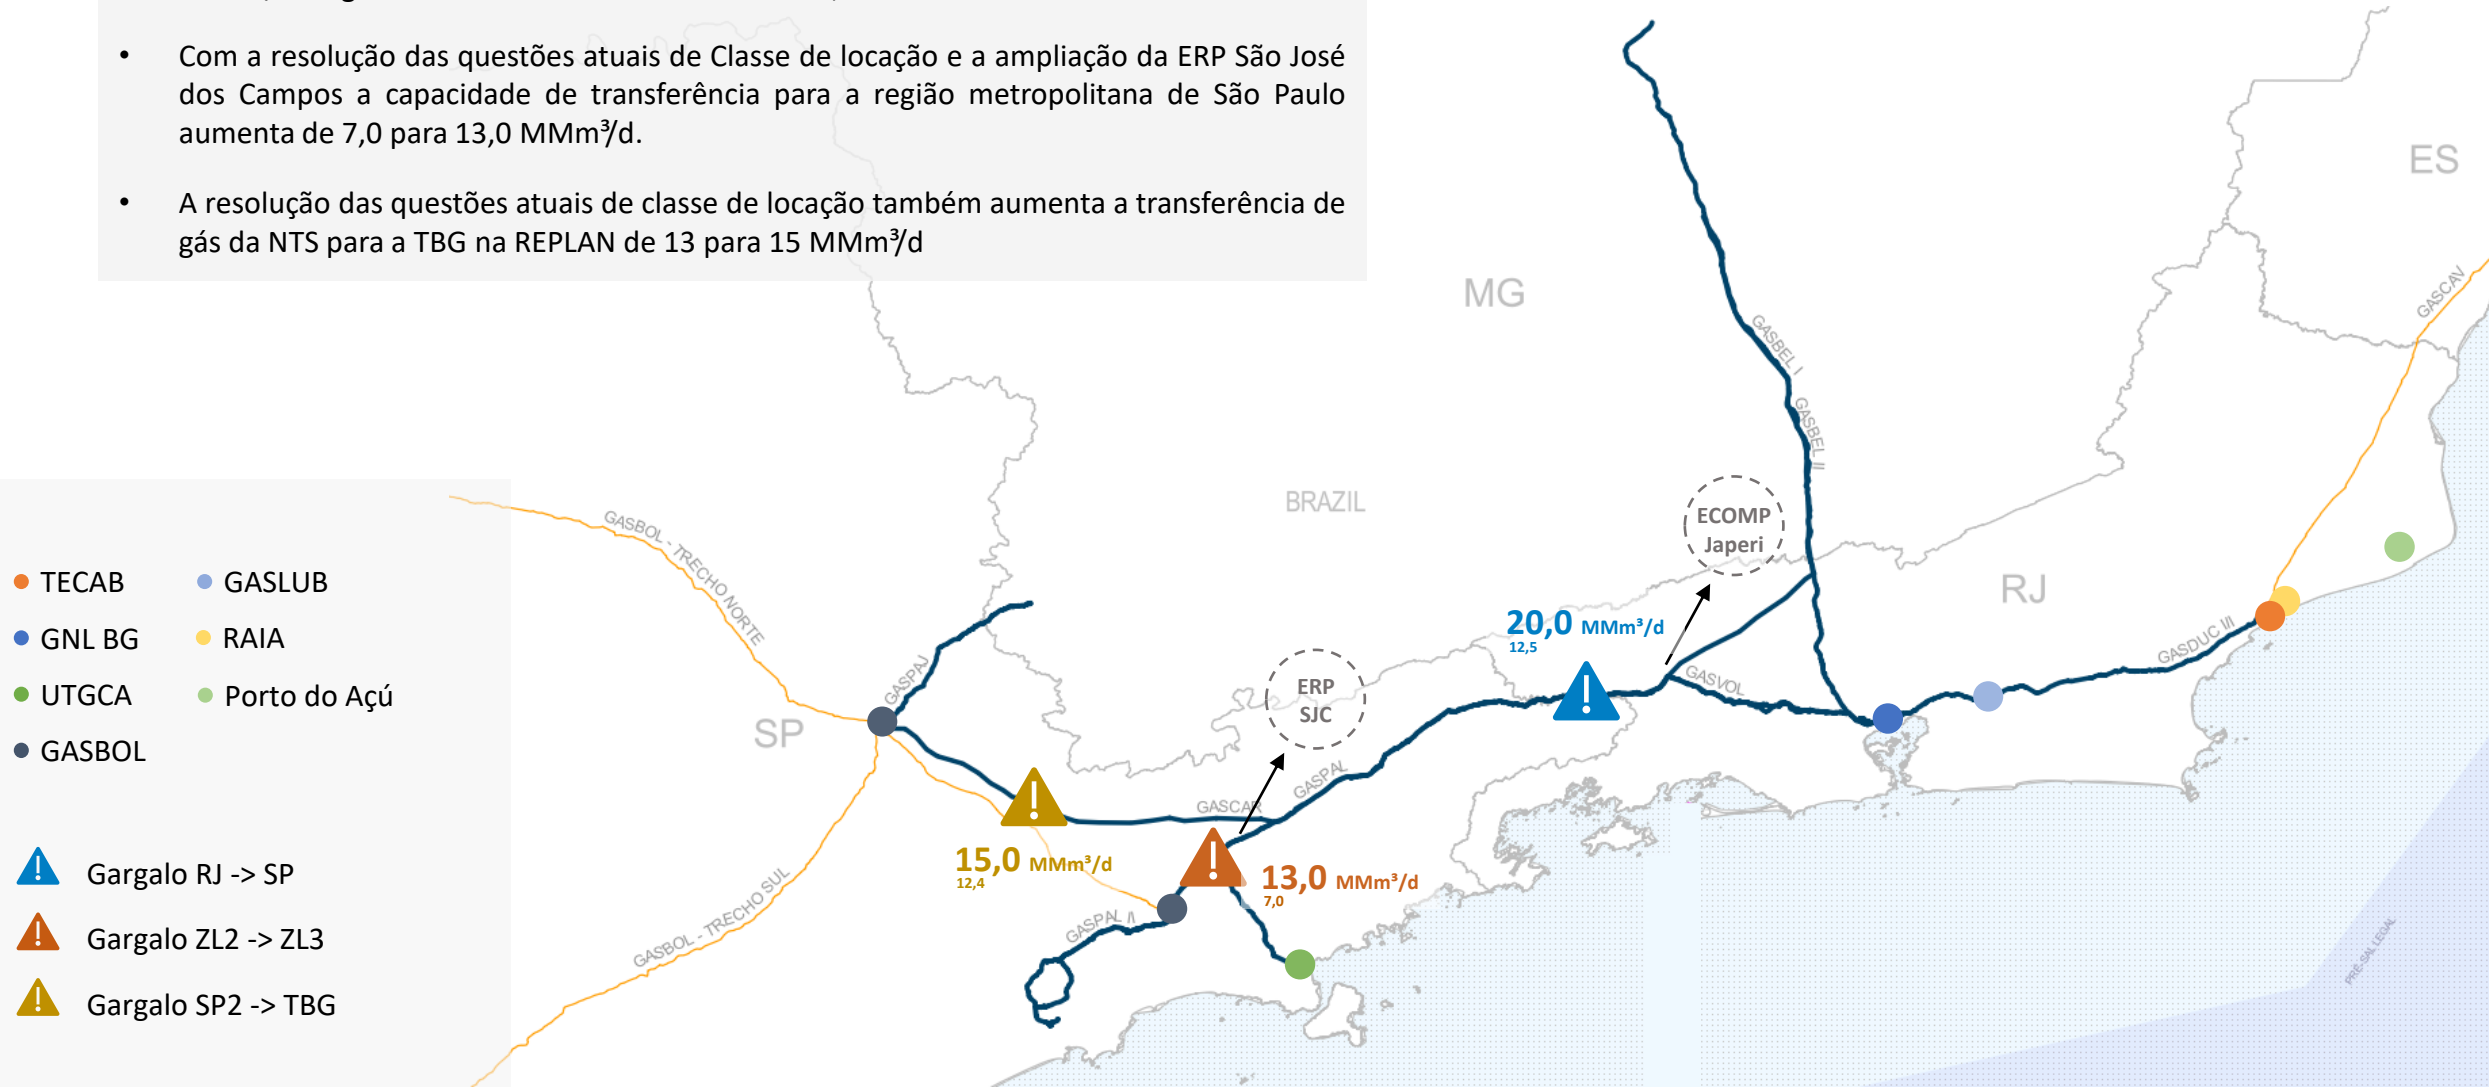 • Com a resolução das questões atuais de Classe de locação e a ampliação da ERP São José
dos Campos a capacidade de transferência para a região metropolitana de São Paulo
aumenta de 7,0 para 13,0 MMm³/d.
• A resolução das questões atuais de classe de locação também aumenta a transferência de
gás da NTS para a TBG na REPLAN de 13 para 15 MMm³/d
ES
MG
GASCAV
GASBEL I
GASBEL II
BRAZIL
ECOMP
Japeri
GASBOL - TRECHO NORTE
RJ
TECAB
GASLUB
GNL BG
RAIA
UTGCA
Porto do Açú
GASBOL
20,0 MMm³/d
12,5
GASDUC I/I
GASVOL
GASPAJ
ERP
SJC
SP
GASPAL
GASCAR
15,0 MMm³/d
12,4
13,0 MMm³/d
7,0
GASBOL - TRECHO SUL
GASPAL /I
PRÉ-SAL LEGAL
Gargalo RJ -> SP
Gargalo ZL2 -> ZL3
Gargalo SP2 -> TBG